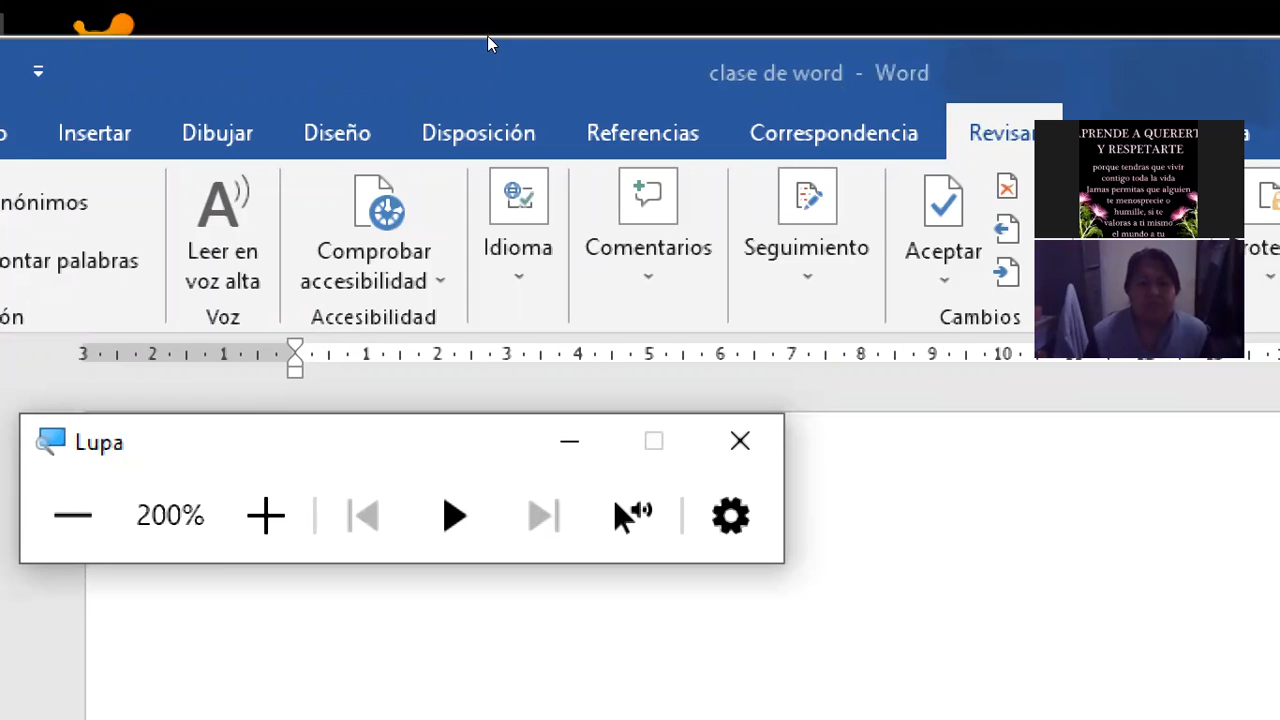 clase de word - Word
Insertar Dibujar Diseño Disposición Referencias Correspondencia Revisar
Leer en
voz alta
Voz
Comprobar
accesibilidad
Accesibilidad
Idioma
Comentarios
Seguimiento
Aceptar
Cambios
nónimos
ontar palabras
ón
rote
3 2 1 1 2 3 4 5 6 7 8 9 10
PRENDE A QUERERT
Y RESPETARTE
porque tendras que vivir
contigo toda la vida
Jamas permitas que alguien
te menosprecie o
humille, si te
valoras a ti mismo
el mundo a tu
Lupa
200%